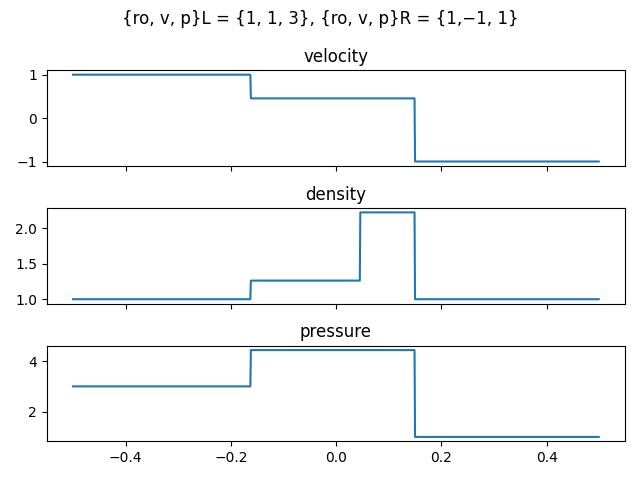 {ro, v, p}L = {1, 1, 3}, {ro, v, p}R = {1,−1, 1}
velocity
1
0
−1
density
2.0
1.5
1.0
pressure
4
2
−0.4 −0.2 0.0 0.2 0.4